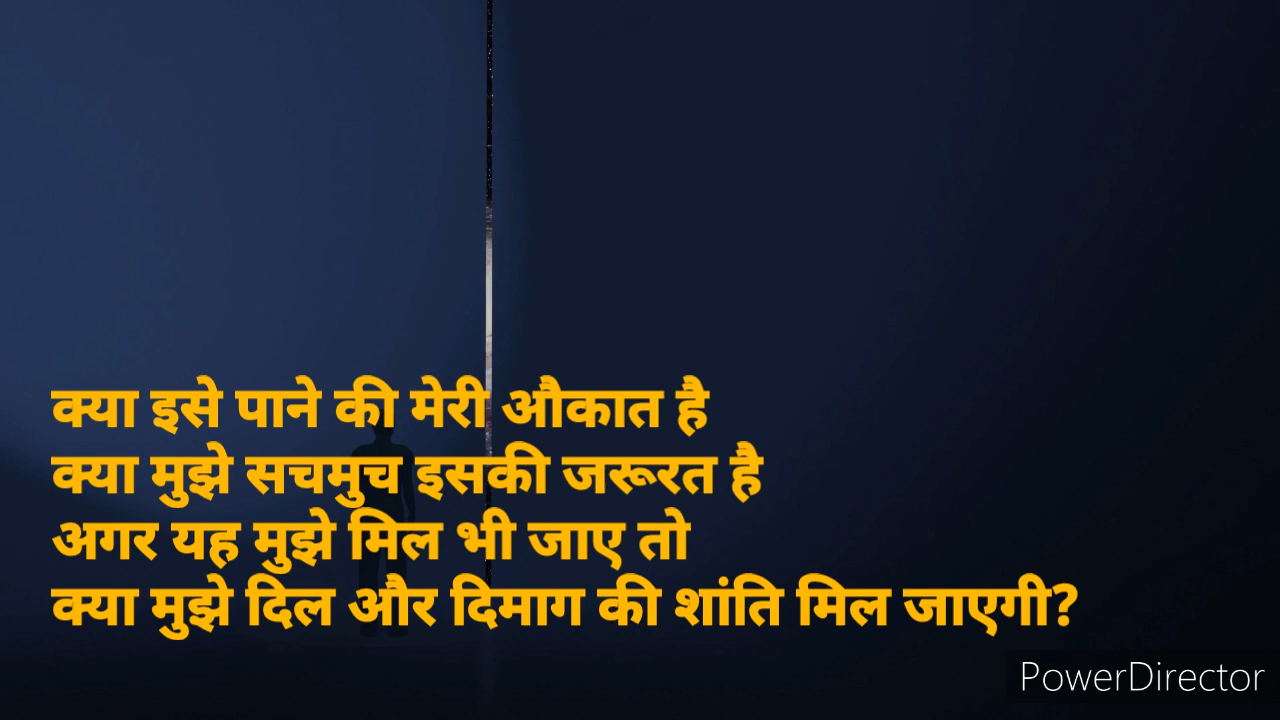 क्या इसे पाने की मेरी औकात है
क्या मुझे सचमुच इसकी जरूरत है
अगर यह मुझे मिल भी जाए तो
क्या मुझे दिल और दिमाग की शांति मिल जाएगी?
PowerDirector